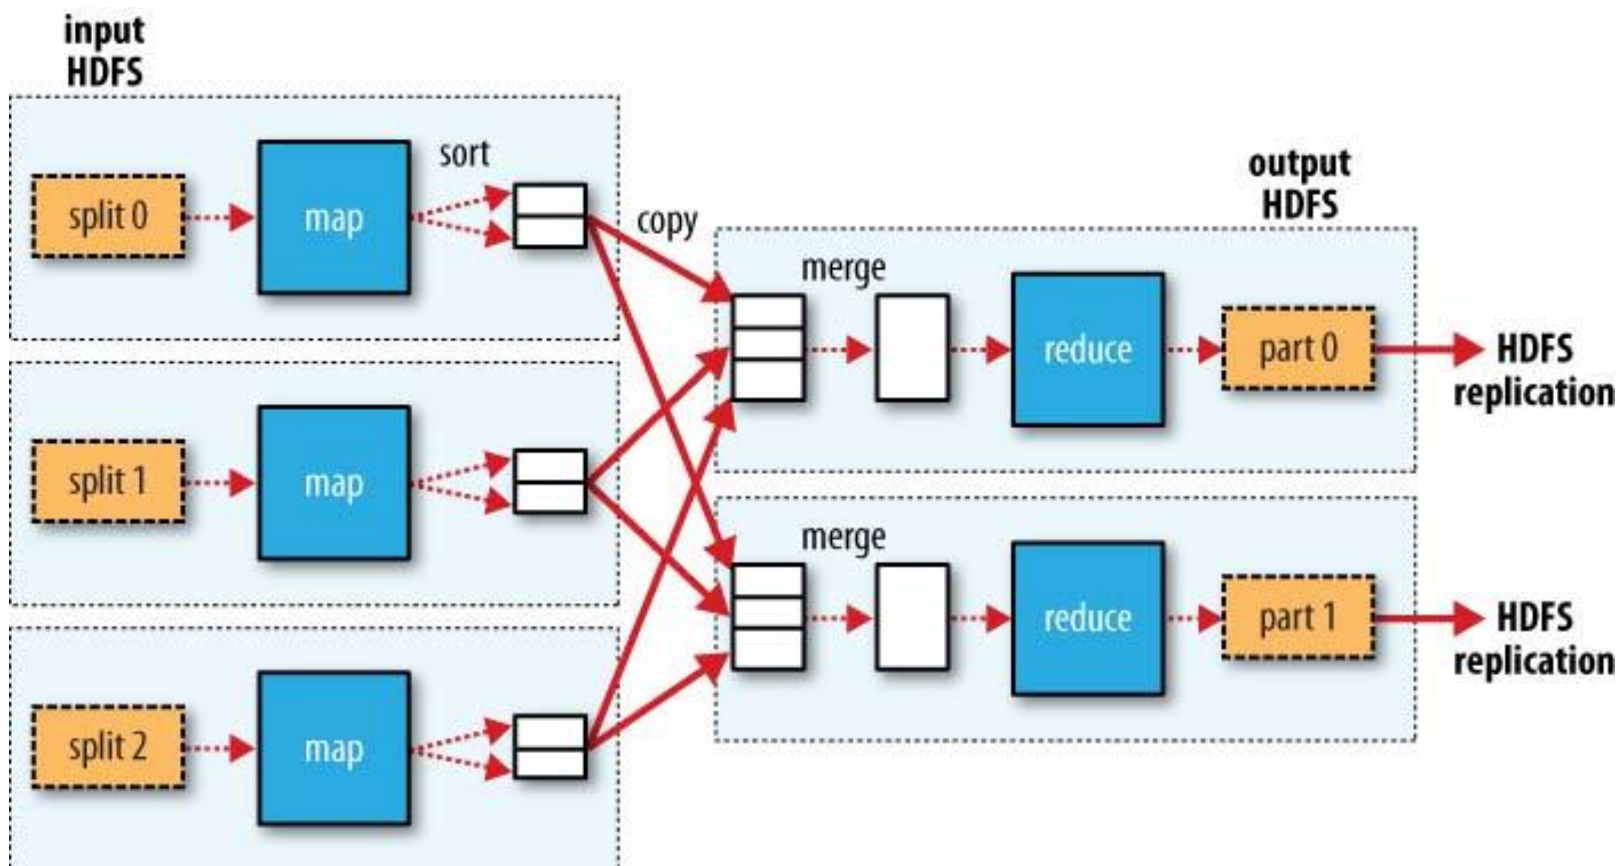 input
HDFS
split 0
map
sort
copy
split 1
map
split 2
map
output
HDFS
merge
reduce
part 0
HDFS
replication
merge
reduce
part 1
HDFS
replication